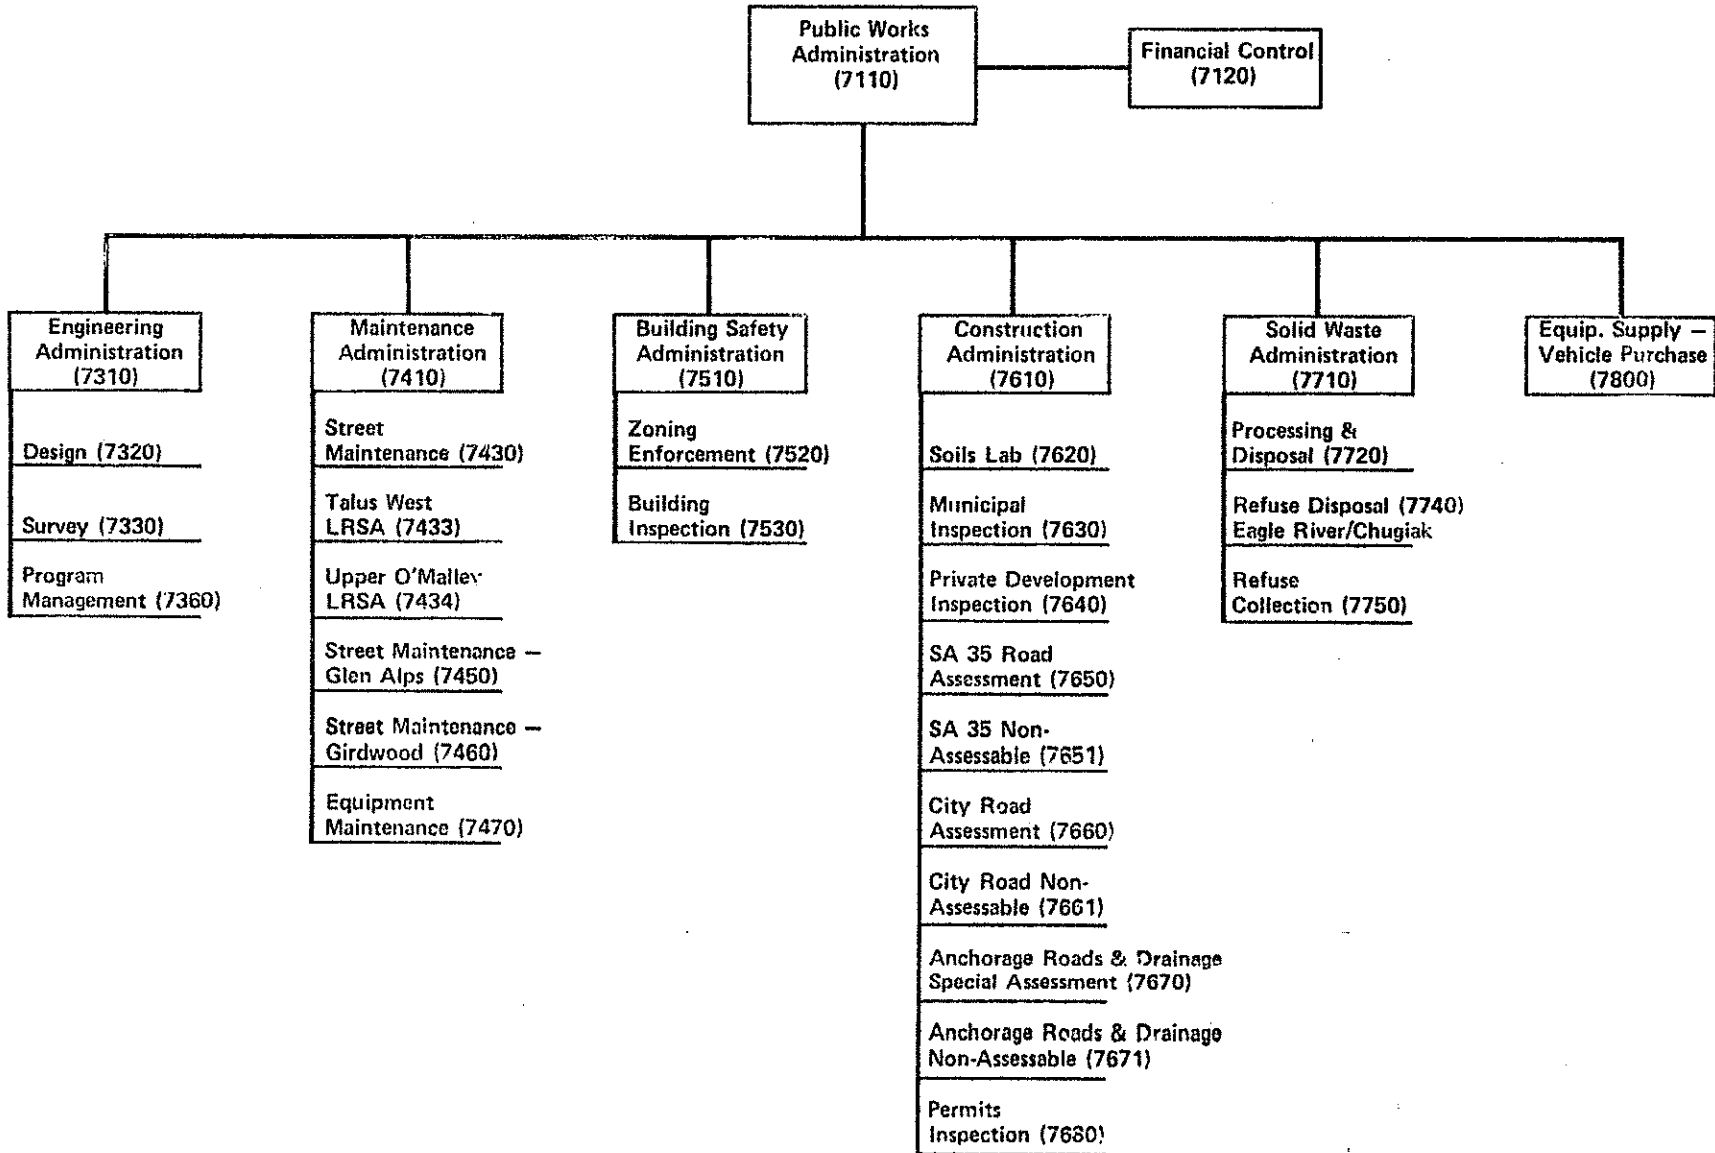 Public Works
Administration
(7110)
Financial Control
(7120)
Engineering
Administration
(7310)
Design (7320)
Survey (7330)
Program
Management (7360)
Maintenance
Administration
(7410)
Street
Maintenance (7430)
Talus West
LRSA (7433)
Upper O'Malley
LRSA (7434)
Street Maintenance –
Glen Alps (7450)
Street Maintenance –
Girdwood (7460)
Equipment
Maintenance (7470)
Building Safety
Administration
(7510)
Zoning
Enforcement (7520)
Building
Inspection (7530)
Construction
Administration
(7610)
Soils Lab (7620)
Municipal
Inspection (7630)
Private Development
Inspection (7640)
SA 35 Road
Assessment (7650)
SA 35 Non-
Assessable (7651)
City Road
Assessment (7660)
City Road Non-
Assessable (7661)
Anchorage Roads & Drainage
Special Assessment (7670)
Anchorage Roads & Drainage
Non-Assessable (7671)
Permits
Inspection (7680)
Solid Waste
Administration
(7710)
Processing &
Disposal (7720)
Refuse Disposal (7740)
Eagle River/Chugiak
Refuse
Collection (7750)
Equip. Supply –
Vehicle Purchase
(7800)